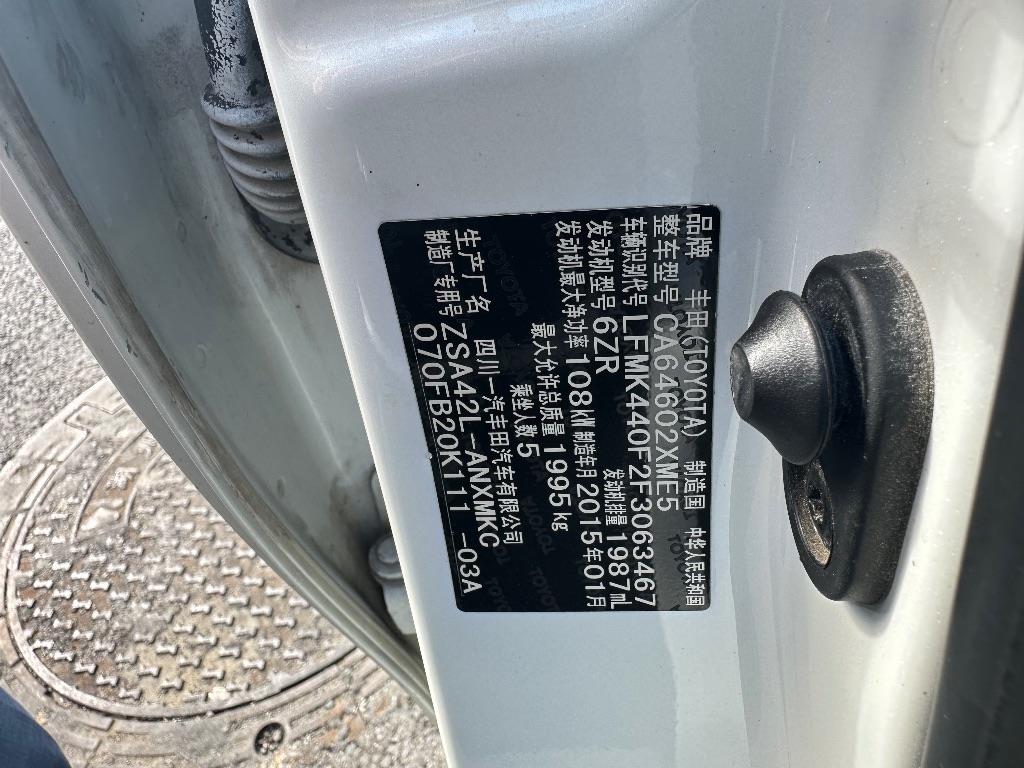 品牌 丰田(TOYOTA) 制造国 中华人民共和国
整车型号 CA64602XME5
车辆识别代号 LFMK440F2F3063467
发动机型号 6ZR 发动机排量 1987mL
发动机最大净功率 108kW 制造年月 2015年01月
最大允许总质量 1995kg
乘坐人数 5
生产厂名 四川一汽丰田汽车有限公司
制造厂专用号 ZSA42L-ANXMKC
070FB20K111 -03A